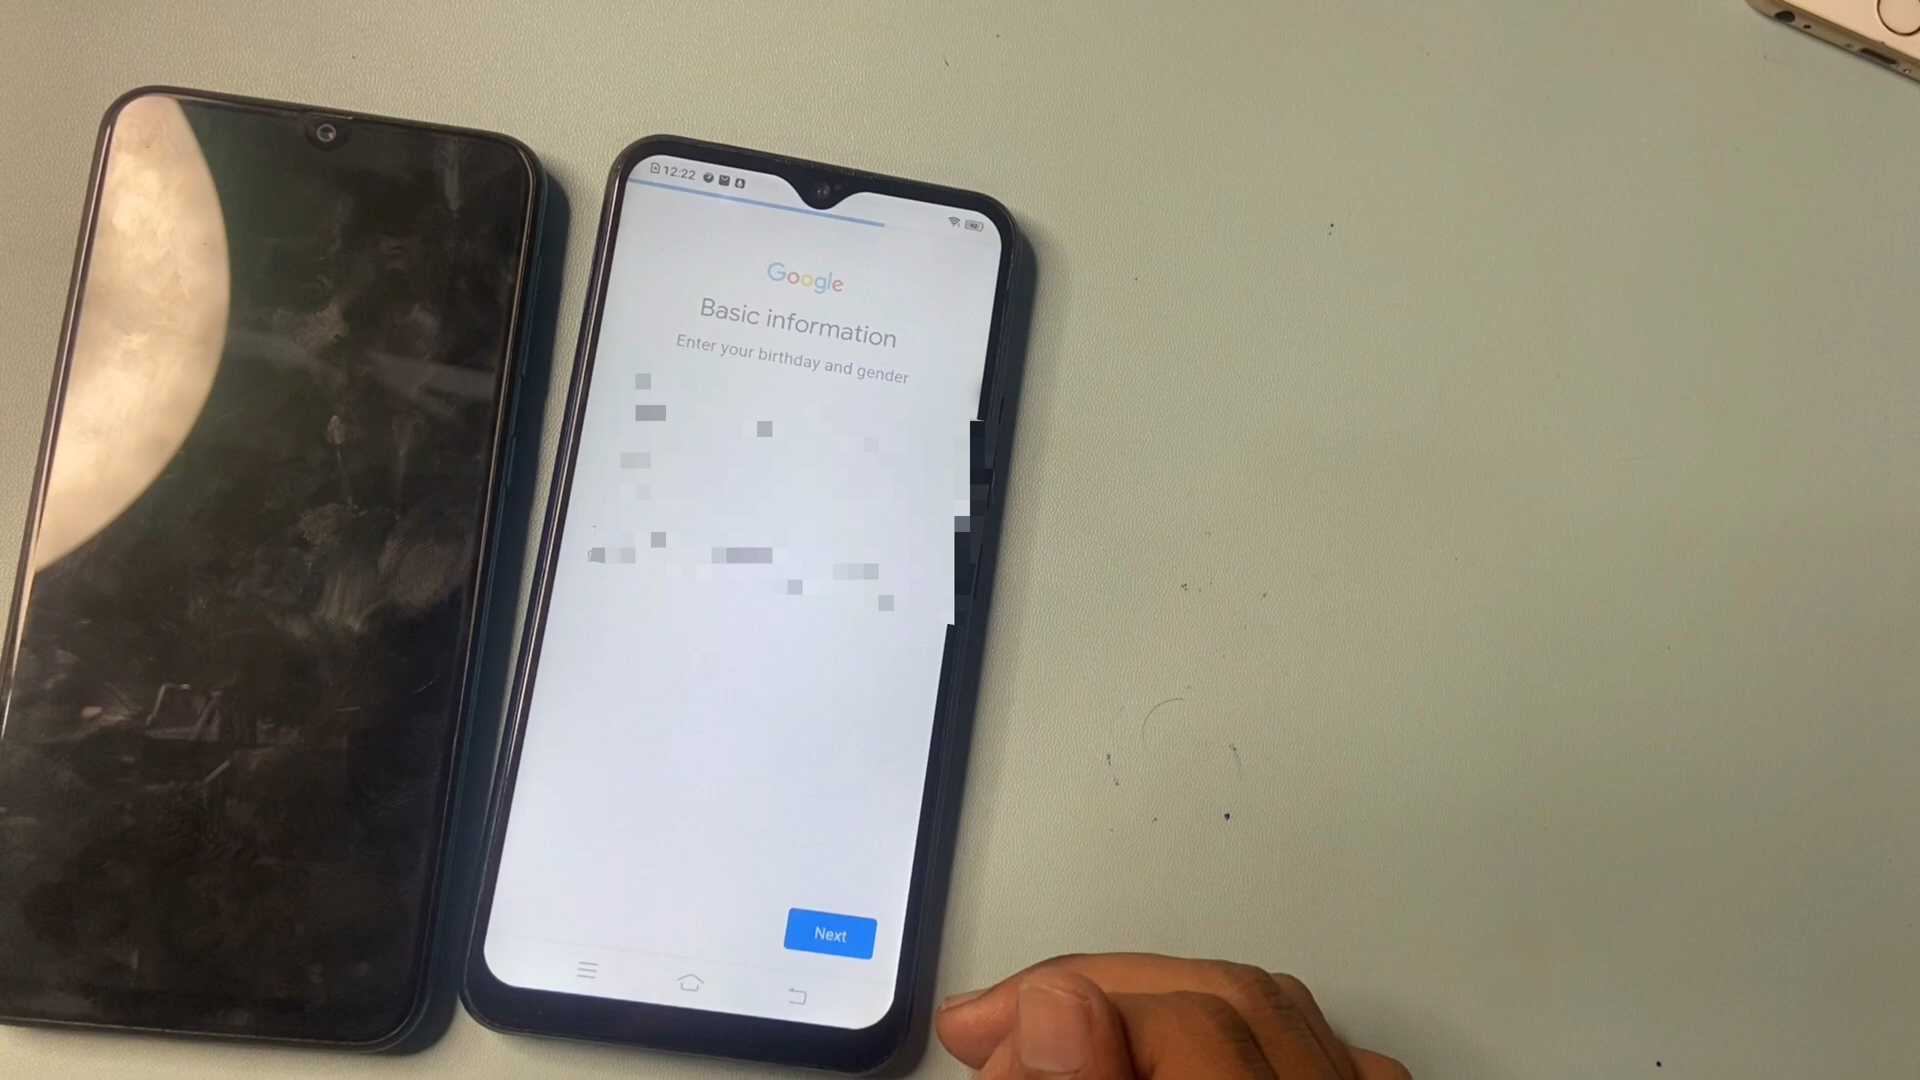 12:22
Google
Basic information
Enter your birthday and gender
Next